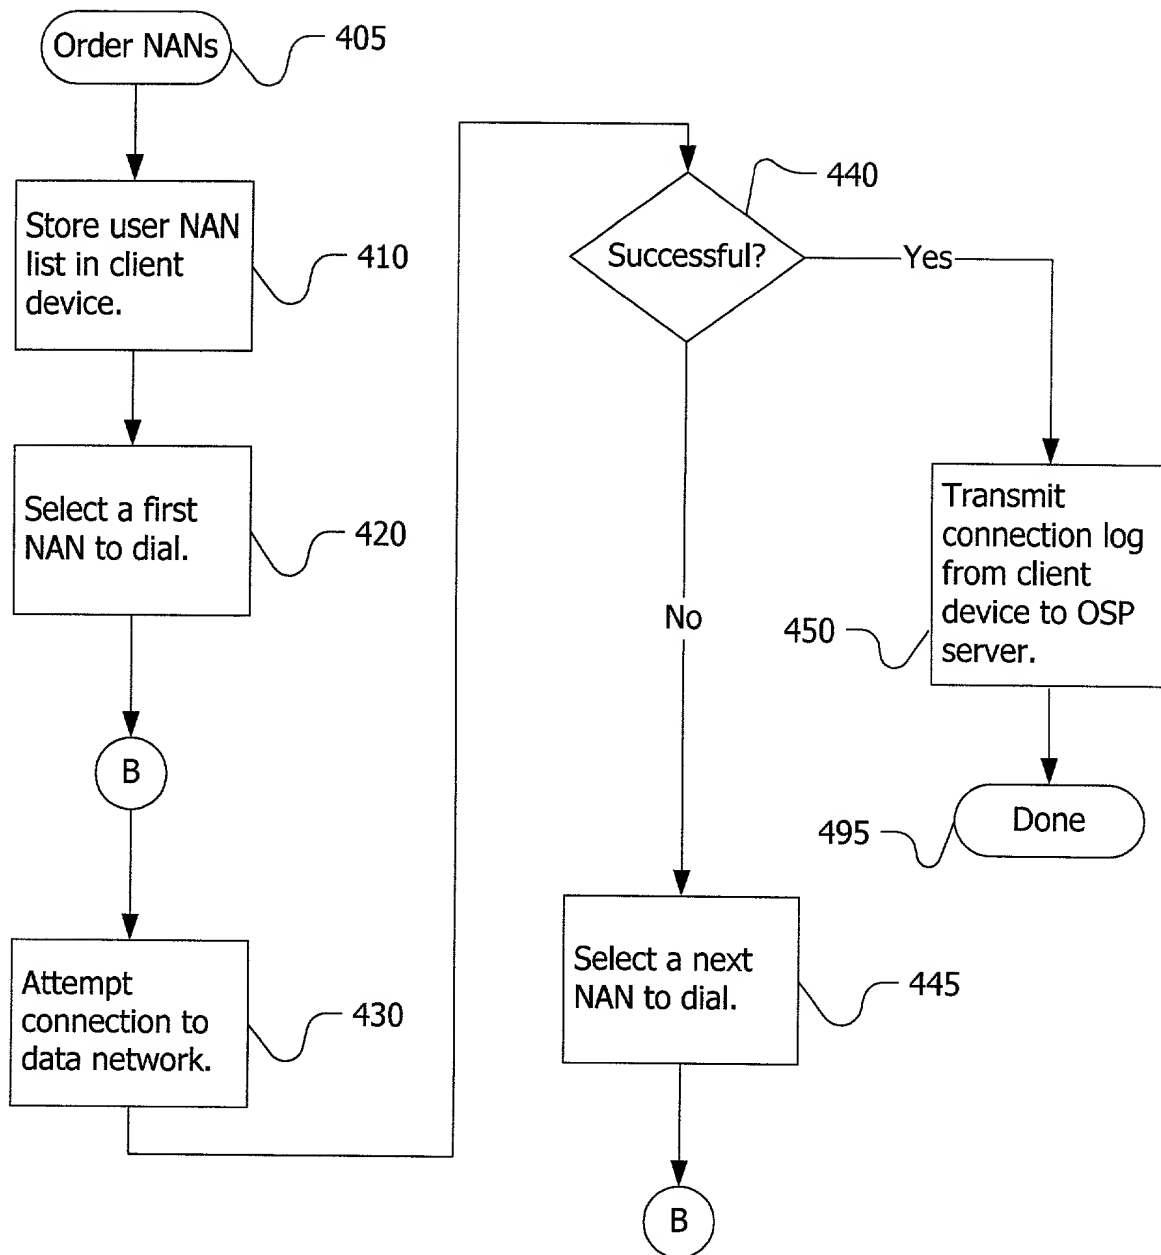 Order NANs
405
Store user NAN
list in client
device.
410
Select a first
NAN to dial.
420
B
Attempt
connection to
data network.
430
440
Successful?
Yes
No
Transmit
connection log
from client
device to OSP
server.
450
Done
495
Select a next
NAN to dial.
445
B